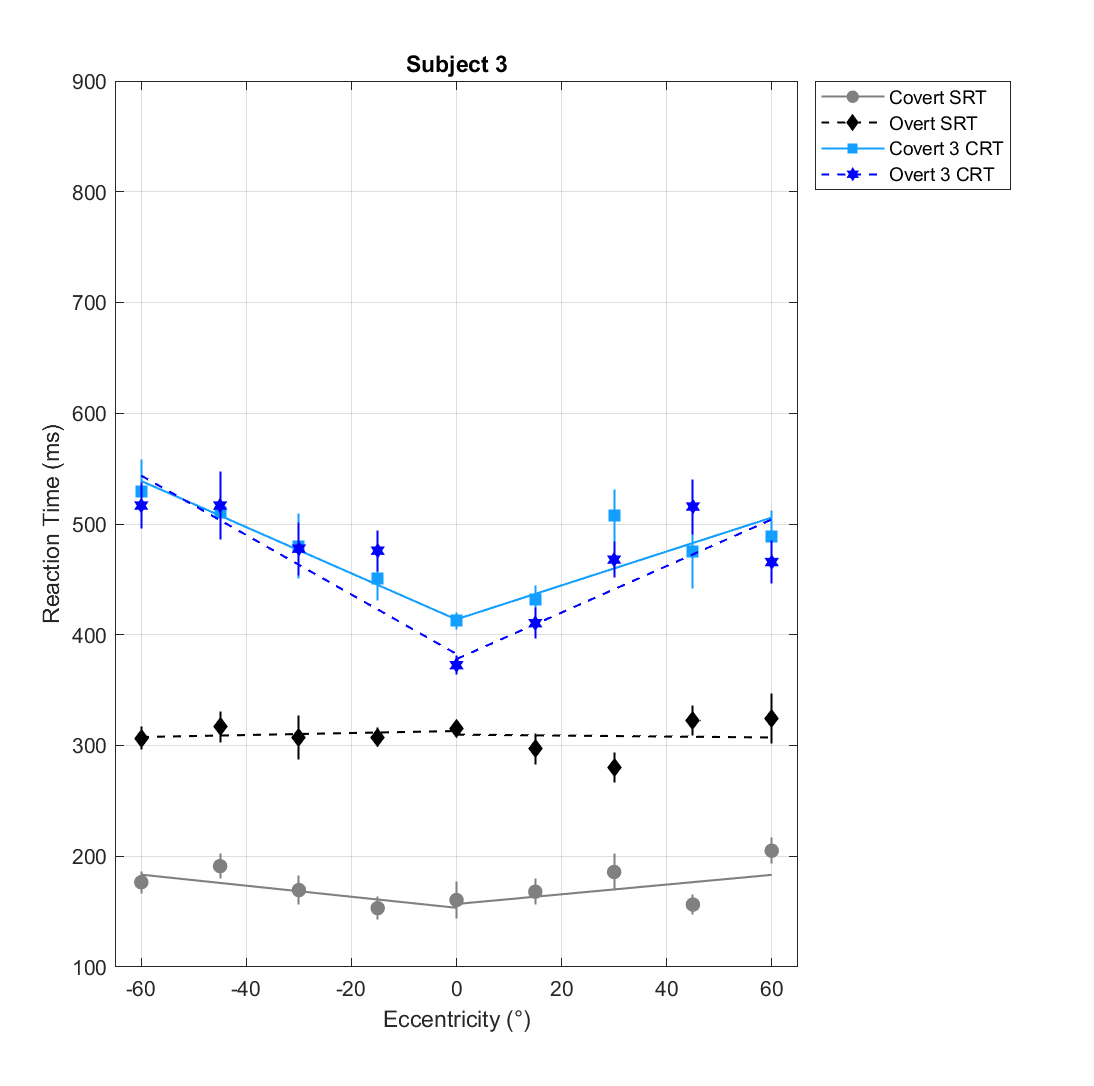 Subject 3
900
800
700
600
500
400
300
200
100
Reaction Time (ms)
-60 -40 -20 0 20 40 60
Eccentricity (°)
Covert SRT
Overt SRT
Covert 3 CRT
Overt 3 CRT